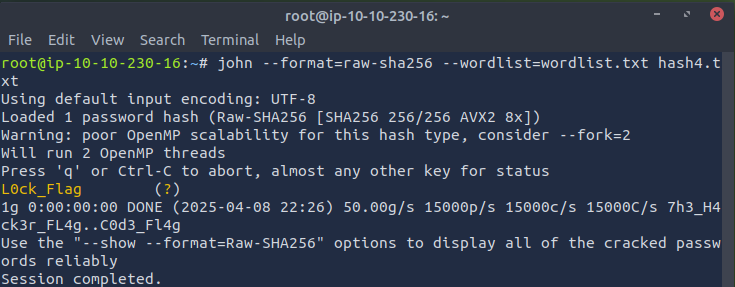 root@ip-10-10-230-16: ~
File Edit View Search Terminal Help
root@ip-10-10-230-16:~# john --format=raw-sha256 --wordlist=wordlist.txt hash4.t
xt
Using default input encoding: UTF-8
Loaded 1 password hash (Raw-SHA256 [SHA256 256/256 AVX2 8x])
Warning: poor OpenMP scalability for this hash type, consider --fork=2
Will run 2 OpenMP threads
Press 'q' or Ctrl-C to abort, almost any other key for status
L0ck_Flag (?)
1g 0:00:00:00 DONE (2025-04-08 22:26) 50.00g/s 15000p/s 15000c/s 15000C/s 7h3_H4
ck3r_FL4g..C0d3_Fl4g
Use the "--show --format=Raw-SHA256" options to display all of the cracked passw
ords reliably
Session completed.